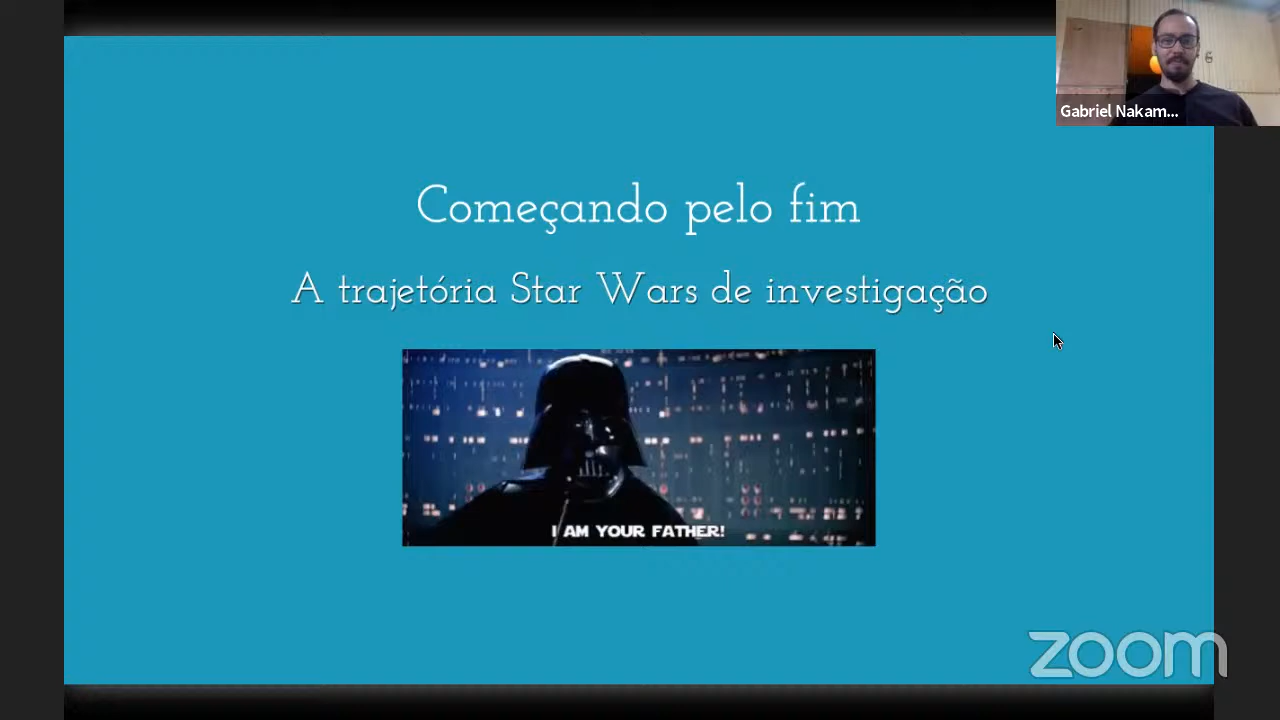 Gabriel Nakam...
Começando pelo fim
A trajetória Star Wars de investigação
I AM YOUR FATHER!
zoom